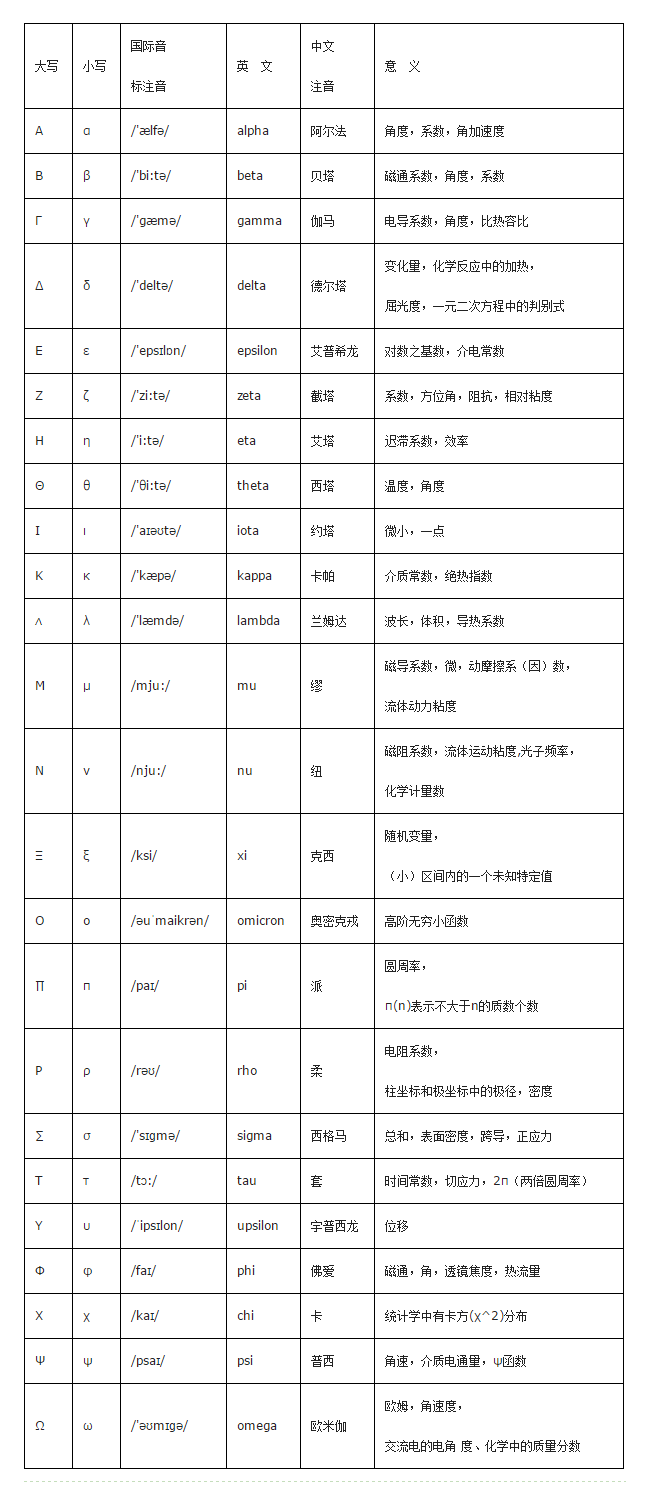 大写 小写 国际音标注音 英 文 中文注音 意 义
Α α /ˈælfə/ alpha 阿尔法 角度，系数，角加速度
Β β /ˈbiːtə/ beta 贝塔 磁通系数，角度，系数
Γ γ /ˈɡæmə/ gamma 伽马 电导系数，角度，比热容比
Δ δ /ˈdeltə/ delta 德尔塔 变化量，化学反应中的加热，
屈光度，一元二次方程中的判别式
Ε ε /ˈepsɪlɒn/ epsilon 艾普希龙 对数之基数，介电常数
Ζ ζ /ˈziːtə/ zeta 截塔 系数，方位角，阻抗，相对粘度
Η η /ˈiːtə/ eta 艾塔 迟滞系数，效率
Θ θ /ˈθiːtə/ theta 西塔 温度，角度
Ι ι /ˈaɪəʊtə/ iota 约塔 微小，一点
Κ κ /ˈkæpə/ kappa 卡帕 介质常数，绝热指数
∧ λ /ˈlæmdə/ lambda 兰姆达 波长，体积，导热系数
Μ μ /mjuː/ mu 缪 磁导系数，微，动摩擦系（因）数，
流体动力粘度
Ν ν /njuː/ nu 纽 磁阻系数，流体运动粘度,光子频率，
化学计量数
Ξ ξ /ksi/ xi 克西 随机变量，
（小）区间内的一个未知特定值
Ο ο /əuˈmaikrən/ omicron 奥密克戎 高阶无穷小函数
∏ π /paɪ/ pi 派 圆周率，
π(n)表示不大于n的质数个数
Ρ ρ /rəʊ/ rho 柔 电阻系数，
柱坐标和极坐标中的极径，密度
∑ σ /ˈsɪɡmə/ sigma 西格马 总和，表面密度，跨导，正应力
Τ τ /tɔː/ tau 套 时间常数，切应力，2π（两倍圆周率）
Υ υ /ˈipsɪlon/ upsilon 宇普西龙 位移
Φ φ /faɪ/ phi 佛爱 磁通，角，透镜焦度，热流量
Χ χ /kaɪ/ chi 卡 统计学中有卡方(χ^2)分布
Ψ ψ /psaɪ/ psi 普西 角速，介质电通量，ψ函数
Ω ω /ˈəʊmɪɡə/ omega 欧米伽 欧姆，角速度，
交流电的电角 度、化学中的质量分数